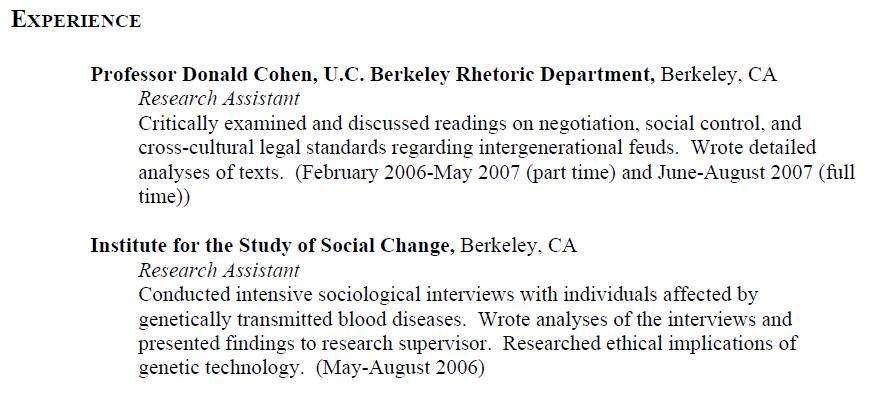 EXPERIENCE
Professor Donald Cohen, U.C. Berkeley Rhetoric Department, Berkeley, CA
Research Assistant
Critically examined and discussed readings on negotiation, social control, and
cross-cultural legal standards regarding intergenerational feuds.  Wrote detailed
analyses of texts.  (February 2006-May 2007 (part time) and June-August 2007 (full
time))
Institute for the Study of Social Change, Berkeley, CA
Research Assistant
Conducted intensive sociological interviews with individuals affected by
genetically transmitted blood diseases.  Wrote analyses of the interviews and
presented findings to research supervisor.  Researched ethical implications of
genetic technology.  (May-August 2006)